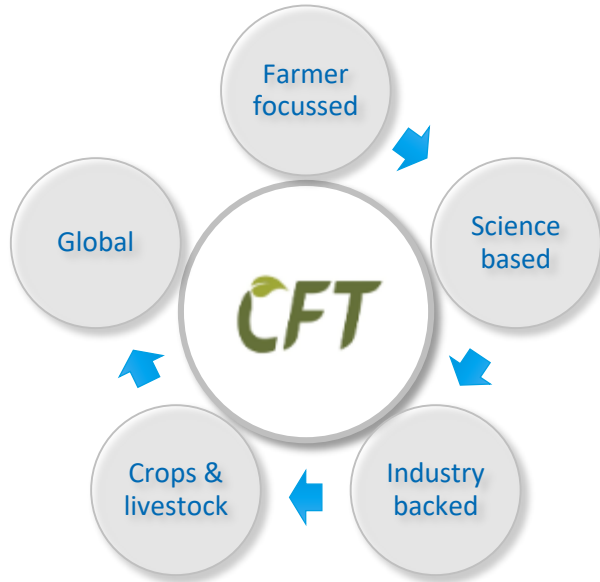 Farmer
focussed
Science
based
Industry
backed
Crops &
livestock
Global
CFT